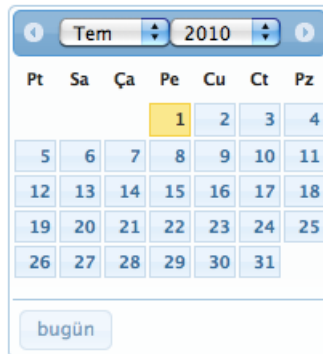 Tem 2010
Pt Sa Ça Pe Cu Ct Pz
1 2 3 4
5 6 7 8 9 10 11
12 13 14 15 16 17 18
19 20 21 22 23 24 25
26 27 28 29 30 31
bugün